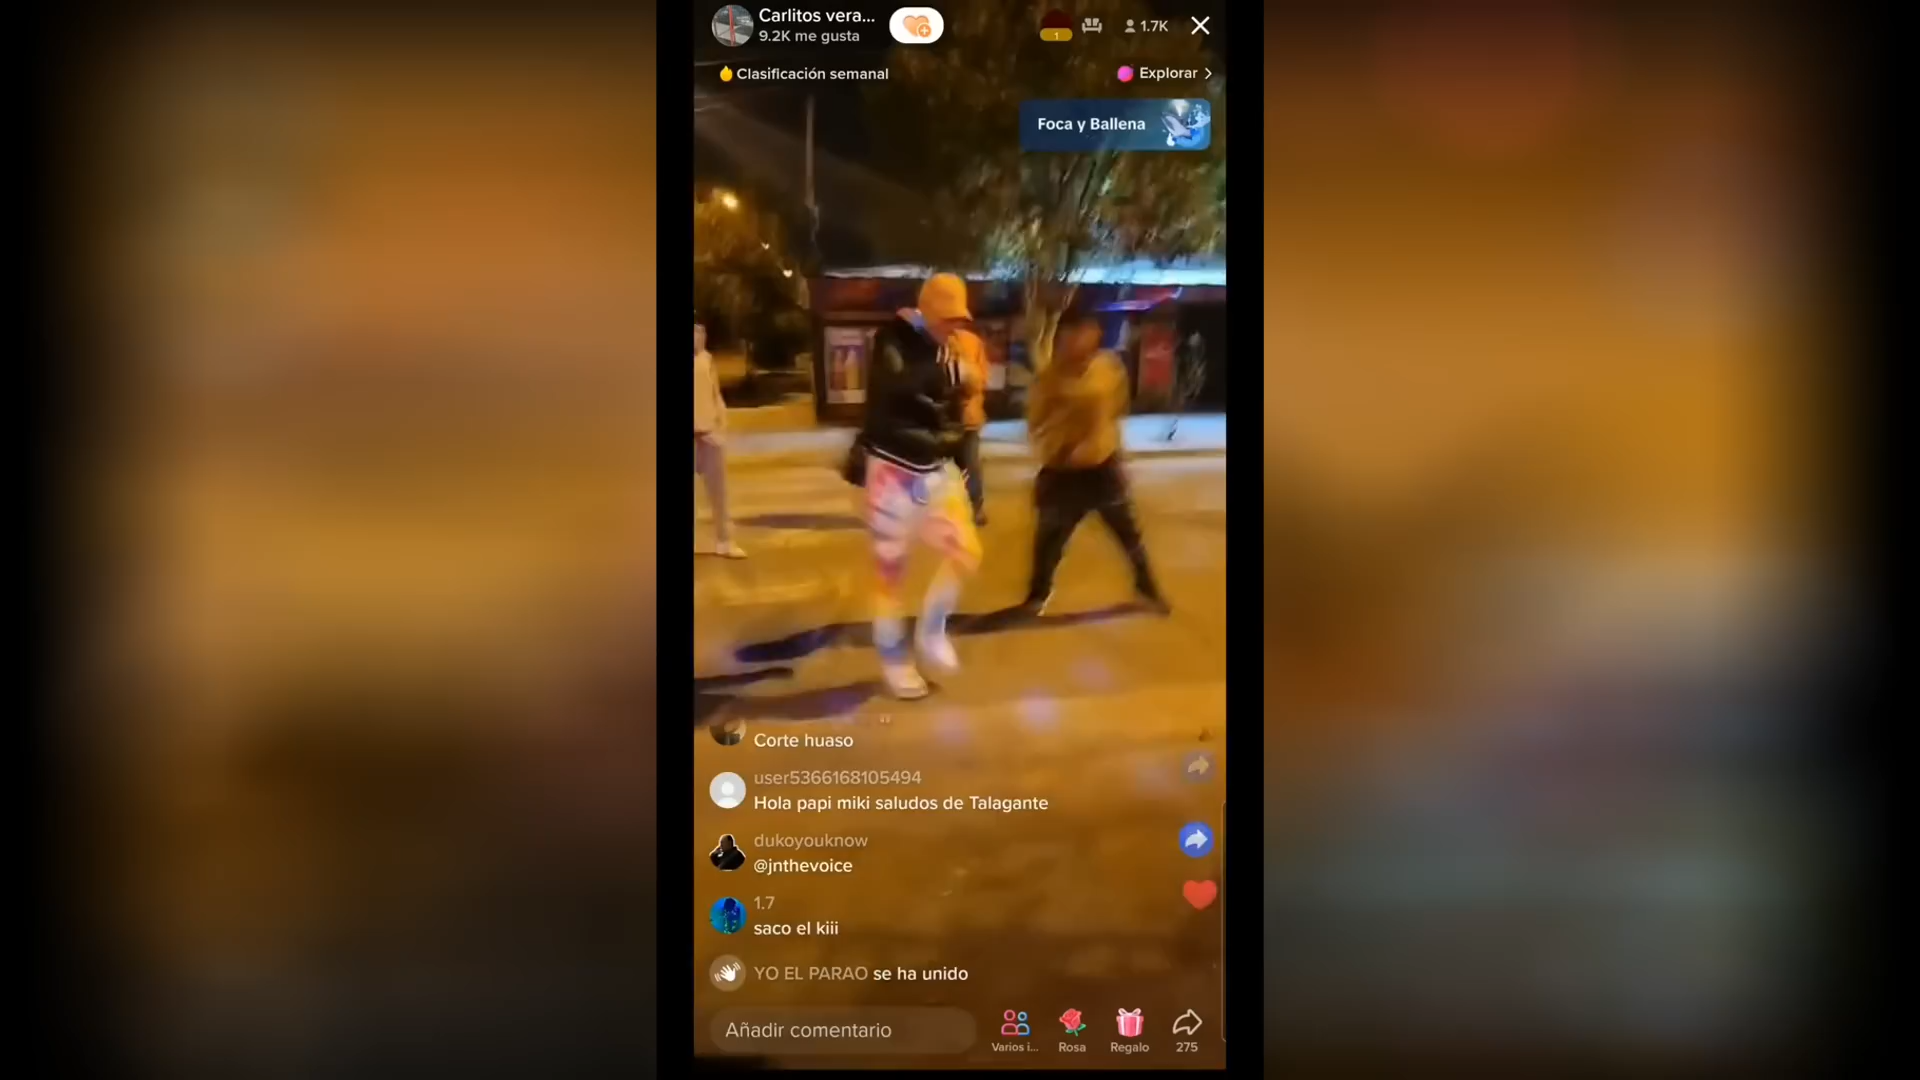 Carlitos vera...
9.2K me gusta
1
1.7K
Clasificación semanal
Explorar
Foca y Ballena
Corte huaso
user5366168105494
Hola papi miki saludos de Talagante
dukoyouknow
@jnthevoice
1.7
saco el kiii
YO EL PARAO se ha unido
Añadir comentario
Varios i...
Rosa
Regalo
275